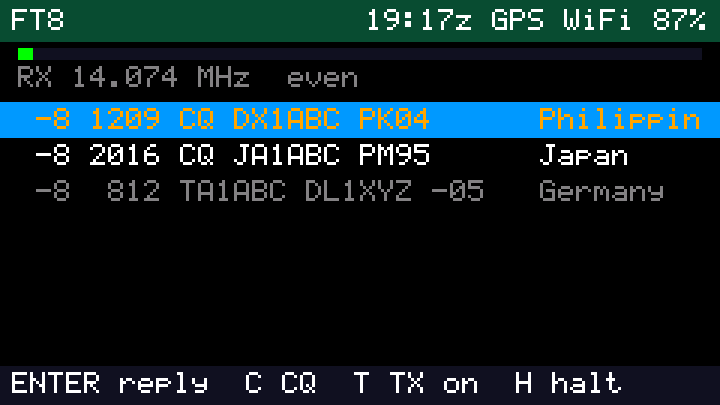 FT8 19:17z GPS WiFi 87%
RX 14.074 MHz even
-8 1209 CQ DX1ABC PK04 Philippin
-8 2016 CQ JA1ABC PM95 Japan
-8 812 TA1ABC DL1XYZ -05 Germany
ENTER reply C CQ T TX on H halt